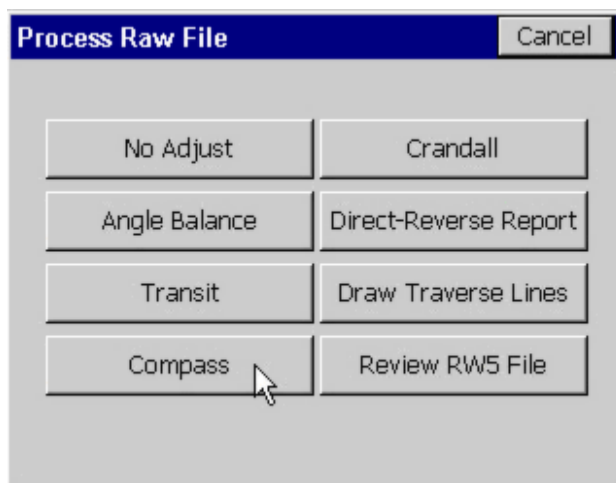 Process Raw File
Cancel
No Adjust
Crandall
Angle Balance
Direct-Reverse Report
Transit
Draw Traverse Lines
Compass
Review RW5 File